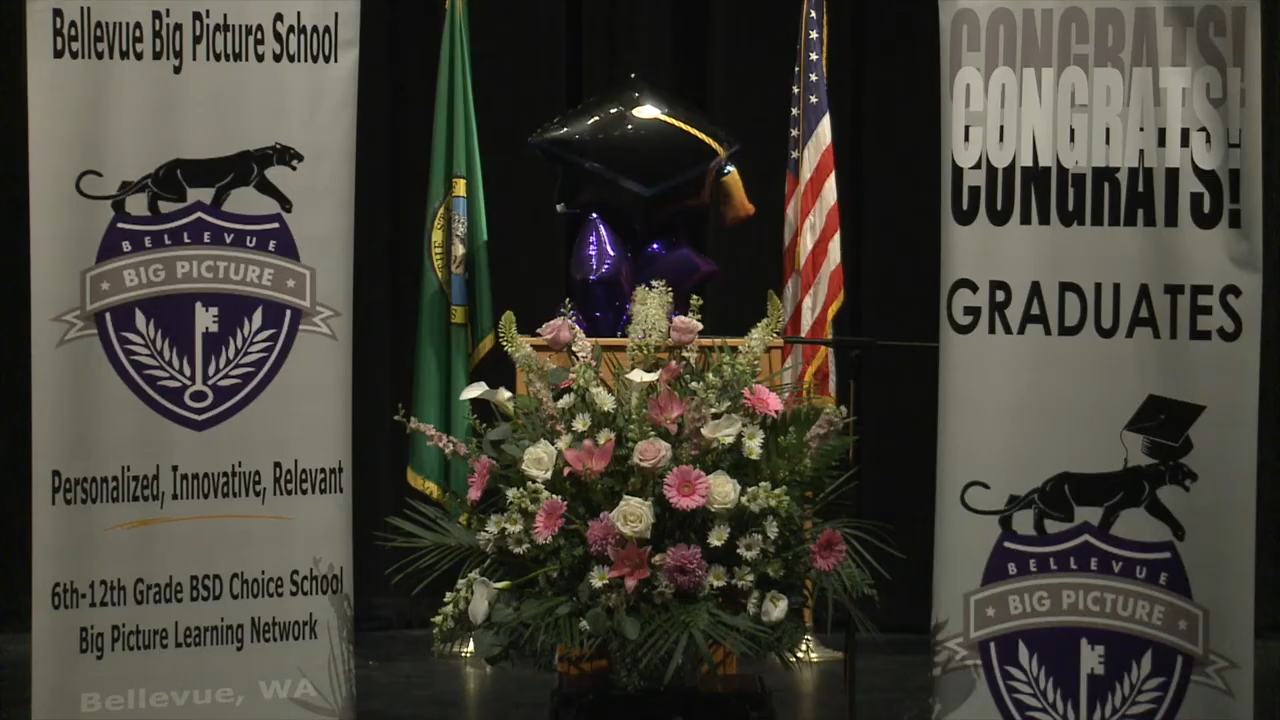 Bellevue Big Picture School
BELLEVUE
BIG PICTURE
Personalized, Innovative, Relevant
6th-12th Grade BSD Choice School
Big Picture Learning Network
Bellevue, WA
CONGRATS!
CONGRATS!
CONGRATS!
GRADUATES
BELLEVUE
BIG PICTURE